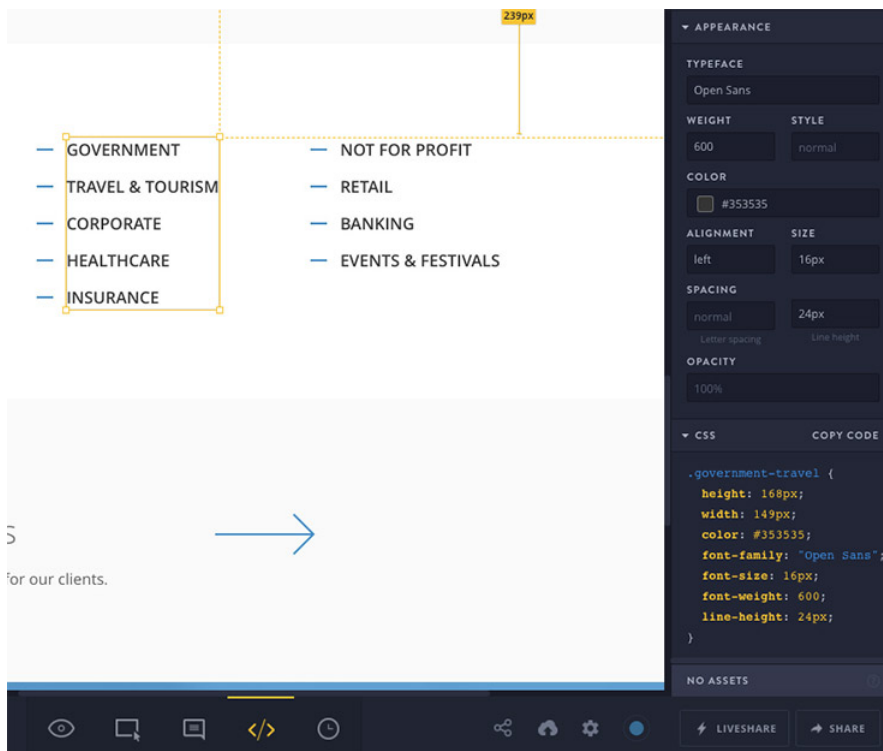 239px
GOVERNMENT
TRAVEL & TOURISM
CORPORATE
HEALTHCARE
INSURANCE
NOT FOR PROFIT
RETAIL
BANKING
EVENTS & FESTIVALS
S
for our clients.
APPEARANCE
TYPEFACE
Open Sans
WEIGHT STYLE
600 normal
COLOR
#353535
ALIGNMENT SIZE
left 16px
SPACING
normal 24px
Letter spacing Line height
OPACITY
100%
CSS COPY CODE
.government-travel {
height: 168px;
width: 149px;
color: #353535;
font-family: "Open Sans";
font-size: 16px;
font-weight: 600;
line-height: 24px;
}
NO ASSETS ?
</> LIVESHARE SHARE